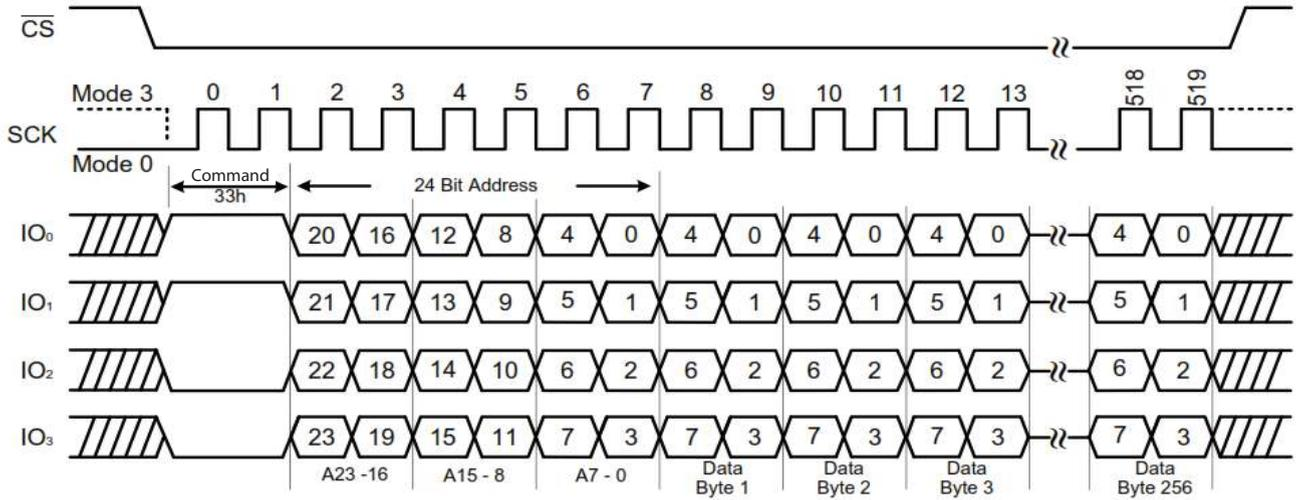 CS
Mode 3 0 1 2 3 4 5 6 7 8 9 10 11 12 13 518 519
SCK
Mode 0
Command
33h
24 Bit Address
IO₀ 20 16 12 8 4 0 4 0 4 0 4 0 4 0
IO₁ 21 17 13 9 5 1 5 1 5 1 5 1 5 1
IO₂ 22 18 14 10 6 2 6 2 6 2 6 2 6 2
IO₃ 23 19 15 11 7 3 7 3 7 3 7 3 7 3
A23 -16 A15 - 8 A7 - 0 Data Data Data Data
Byte 1 Byte 2 Byte 3 Byte 256